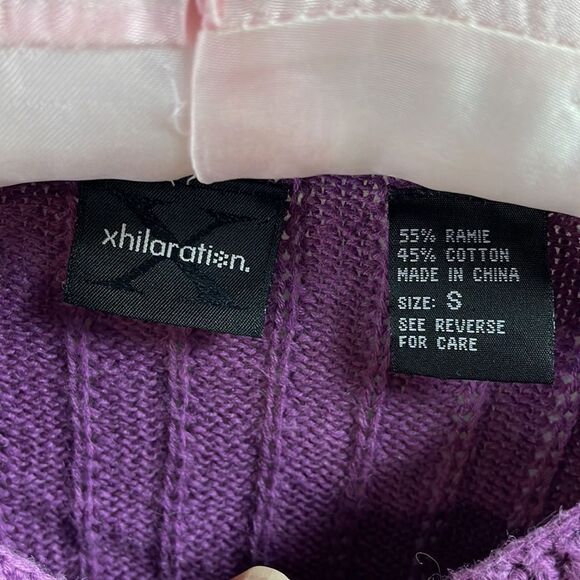 xhilaration.
55% RAMIE
45% COTTON
MADE IN CHINA
SIZE: S
SEE REVERSE
FOR CARE